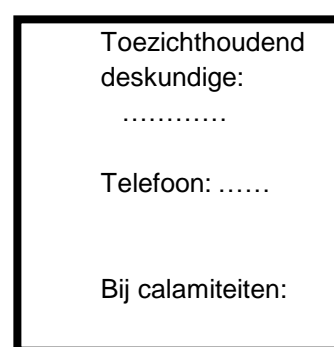 Toezichthoudend
deskundige:
…………
Telefoon: ……
Bij calamiteiten: